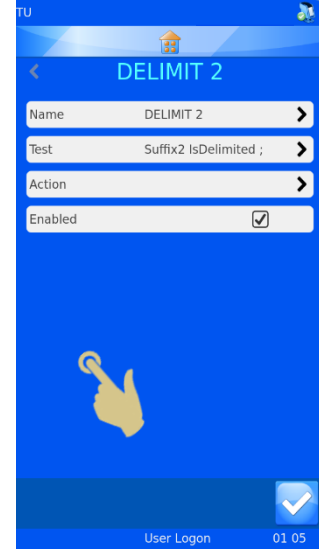 TU
DELIMIT 2
Name DELIMIT 2
Test Suffix2 IsDelimited ;
Action
Enabled
User Logon 01 05